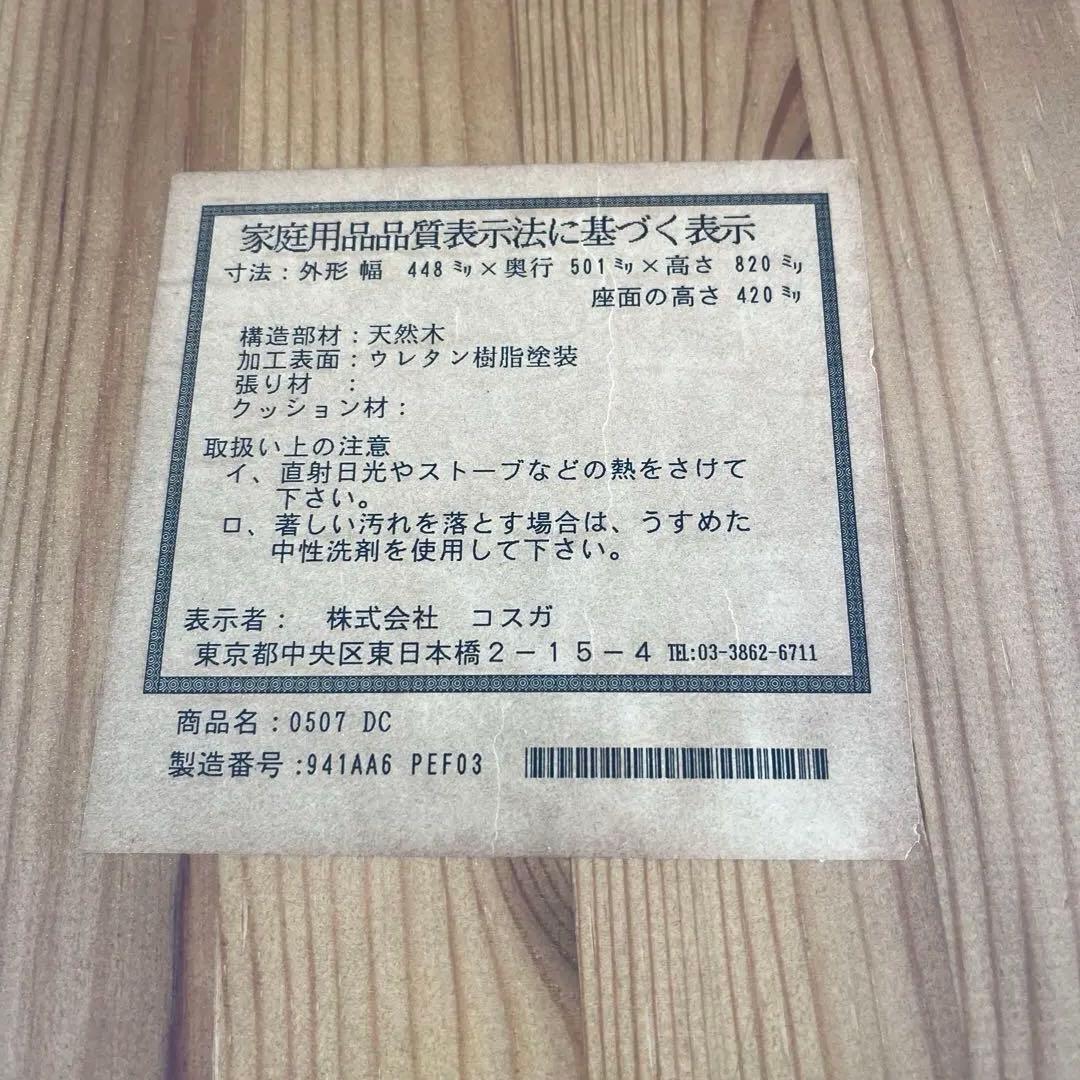 家庭用品品質表示法に基づく表示
寸法：外形 幅 448㍉×奥行 501㍉×高さ 820㍉
座面の高さ 420㍉
構造部材：天然木
加工表面：ウレタン樹脂塗装
張り材 ：
クッション材：
取扱い上の注意
イ、直射日光やストーブなどの熱をさけて
下さい。
ロ、著しい汚れを落とす場合は、うすめた
中性洗剤を使用して下さい。
表示者： 株式会社 コスガ
東京都中央区東日本橋２－１５－４ ℡:03-3862-6711
商品名：0507 DC
製造番号：941AA6 PEF03